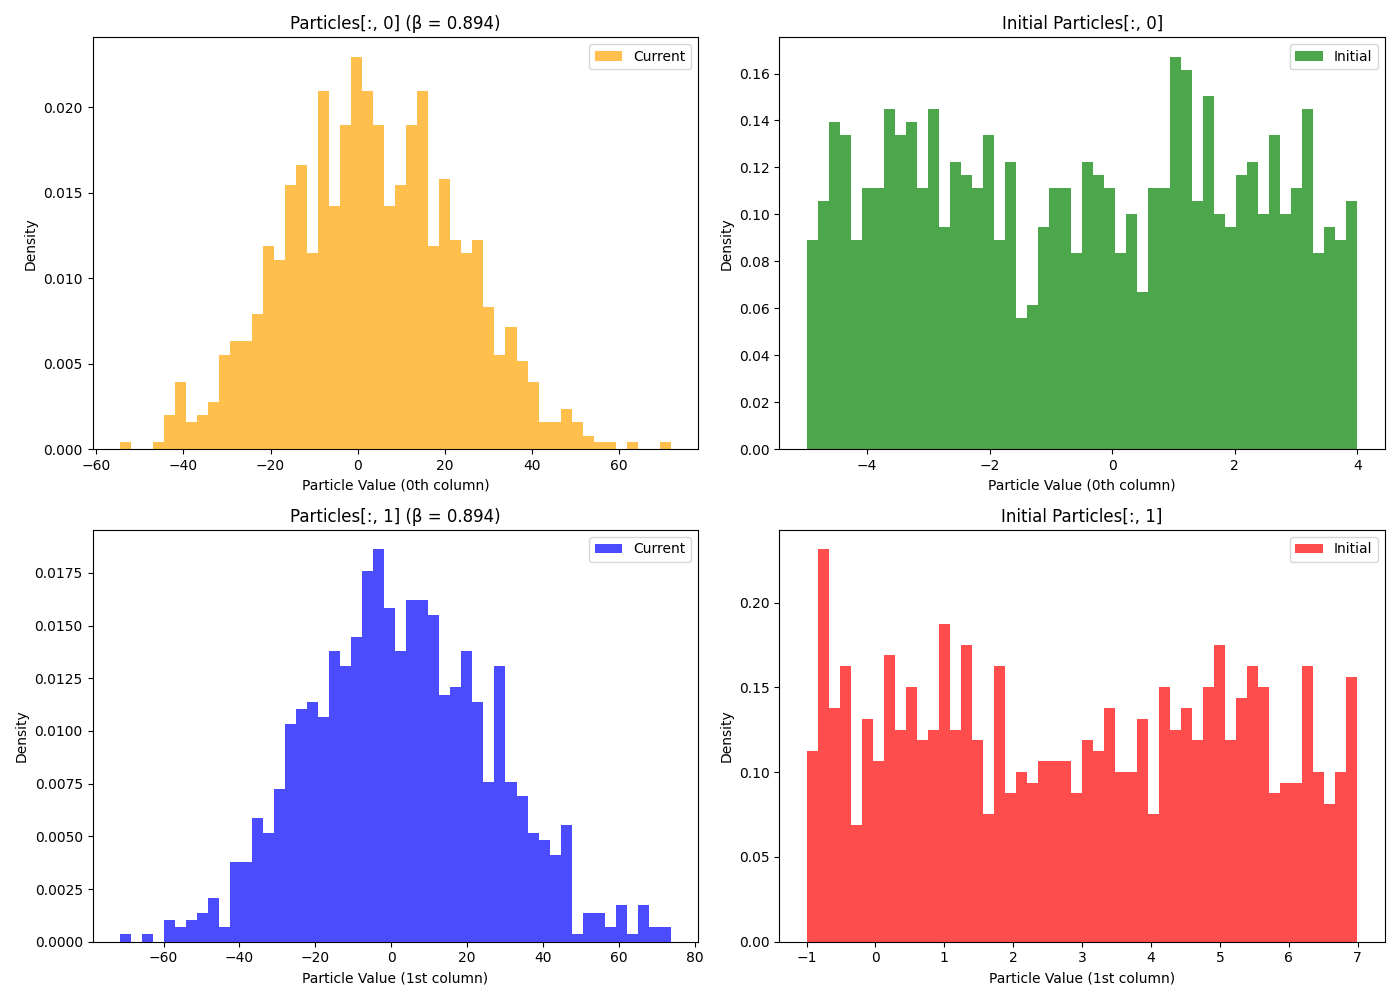 Particles[:, 0] (β = 0.894)
Current
Density
0.020
0.015
0.010
0.005
0.000
−60 −40 −20 0 20 40 60
Particle Value (0th column)
Initial Particles[:, 0]
Initial
Density
0.16
0.14
0.12
0.10
0.08
0.06
0.04
0.02
0.00
−4 −2 0 2 4
Particle Value (0th column)
Particles[:, 1] (β = 0.894)
Current
Density
0.0175
0.0150
0.0125
0.0100
0.0075
0.0050
0.0025
0.0000
−60 −40 −20 0 20 40 60 80
Particle Value (1st column)
Initial Particles[:, 1]
Initial
Density
0.20
0.15
0.10
0.05
0.00
−1 0 1 2 3 4 5 6 7
Particle Value (1st column)